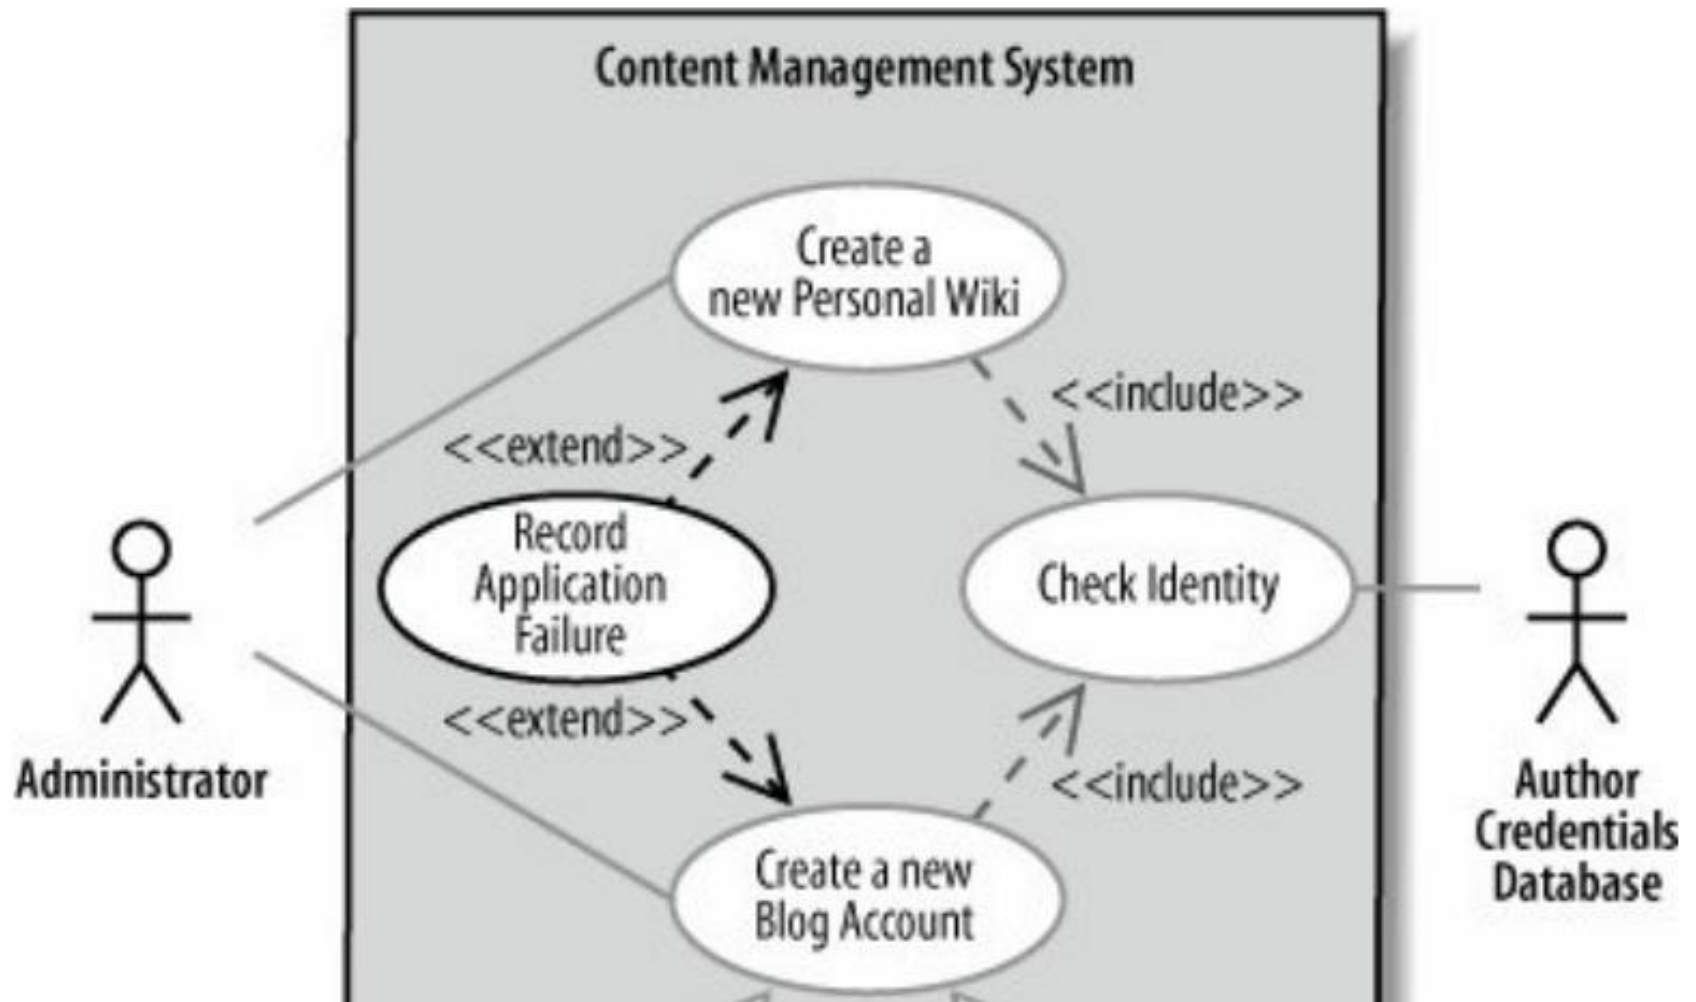 Content Management System
Create a
new Personal Wiki
<<include>>
<<extend>>
Record
Application
Failure
Check Identity
<<extend>>
<<include>>
Administrator
Author
Credentials
Database
Create a new
Blog Account